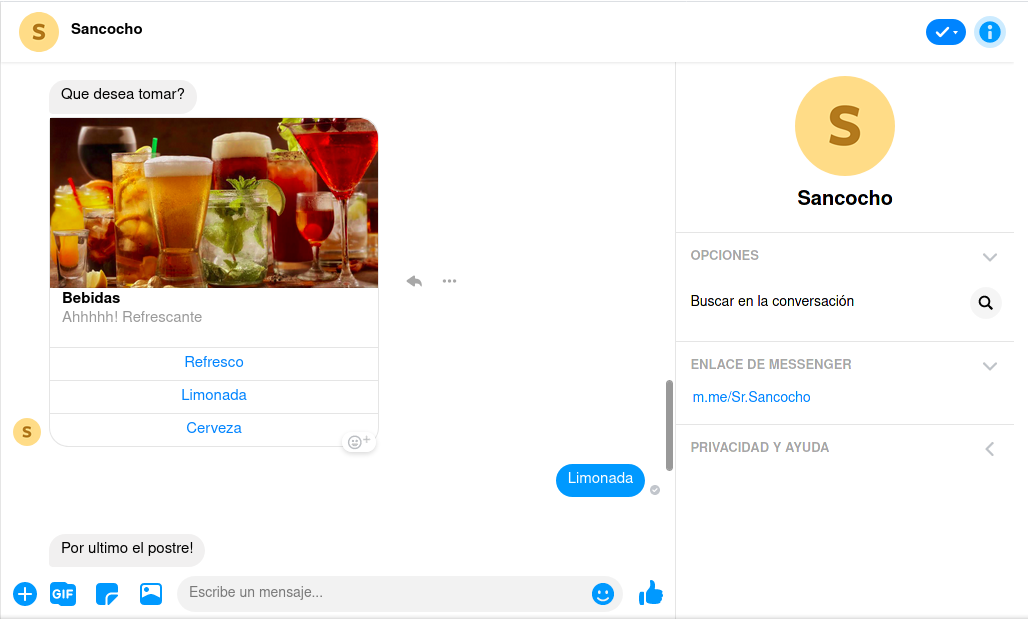 S
Sancocho
Que desea tomar?
Bebidas
Ahhhhh! Refrescante
Refresco
Limonada
Cerveza
S
Limonada
Por ultimo el postre!
GIF
Escribe un mensaje...
S
Sancocho
OPCIONES
Buscar en la conversación
ENLACE DE MESSENGER
m.me/Sr.Sancocho
PRIVACIDAD Y AYUDA